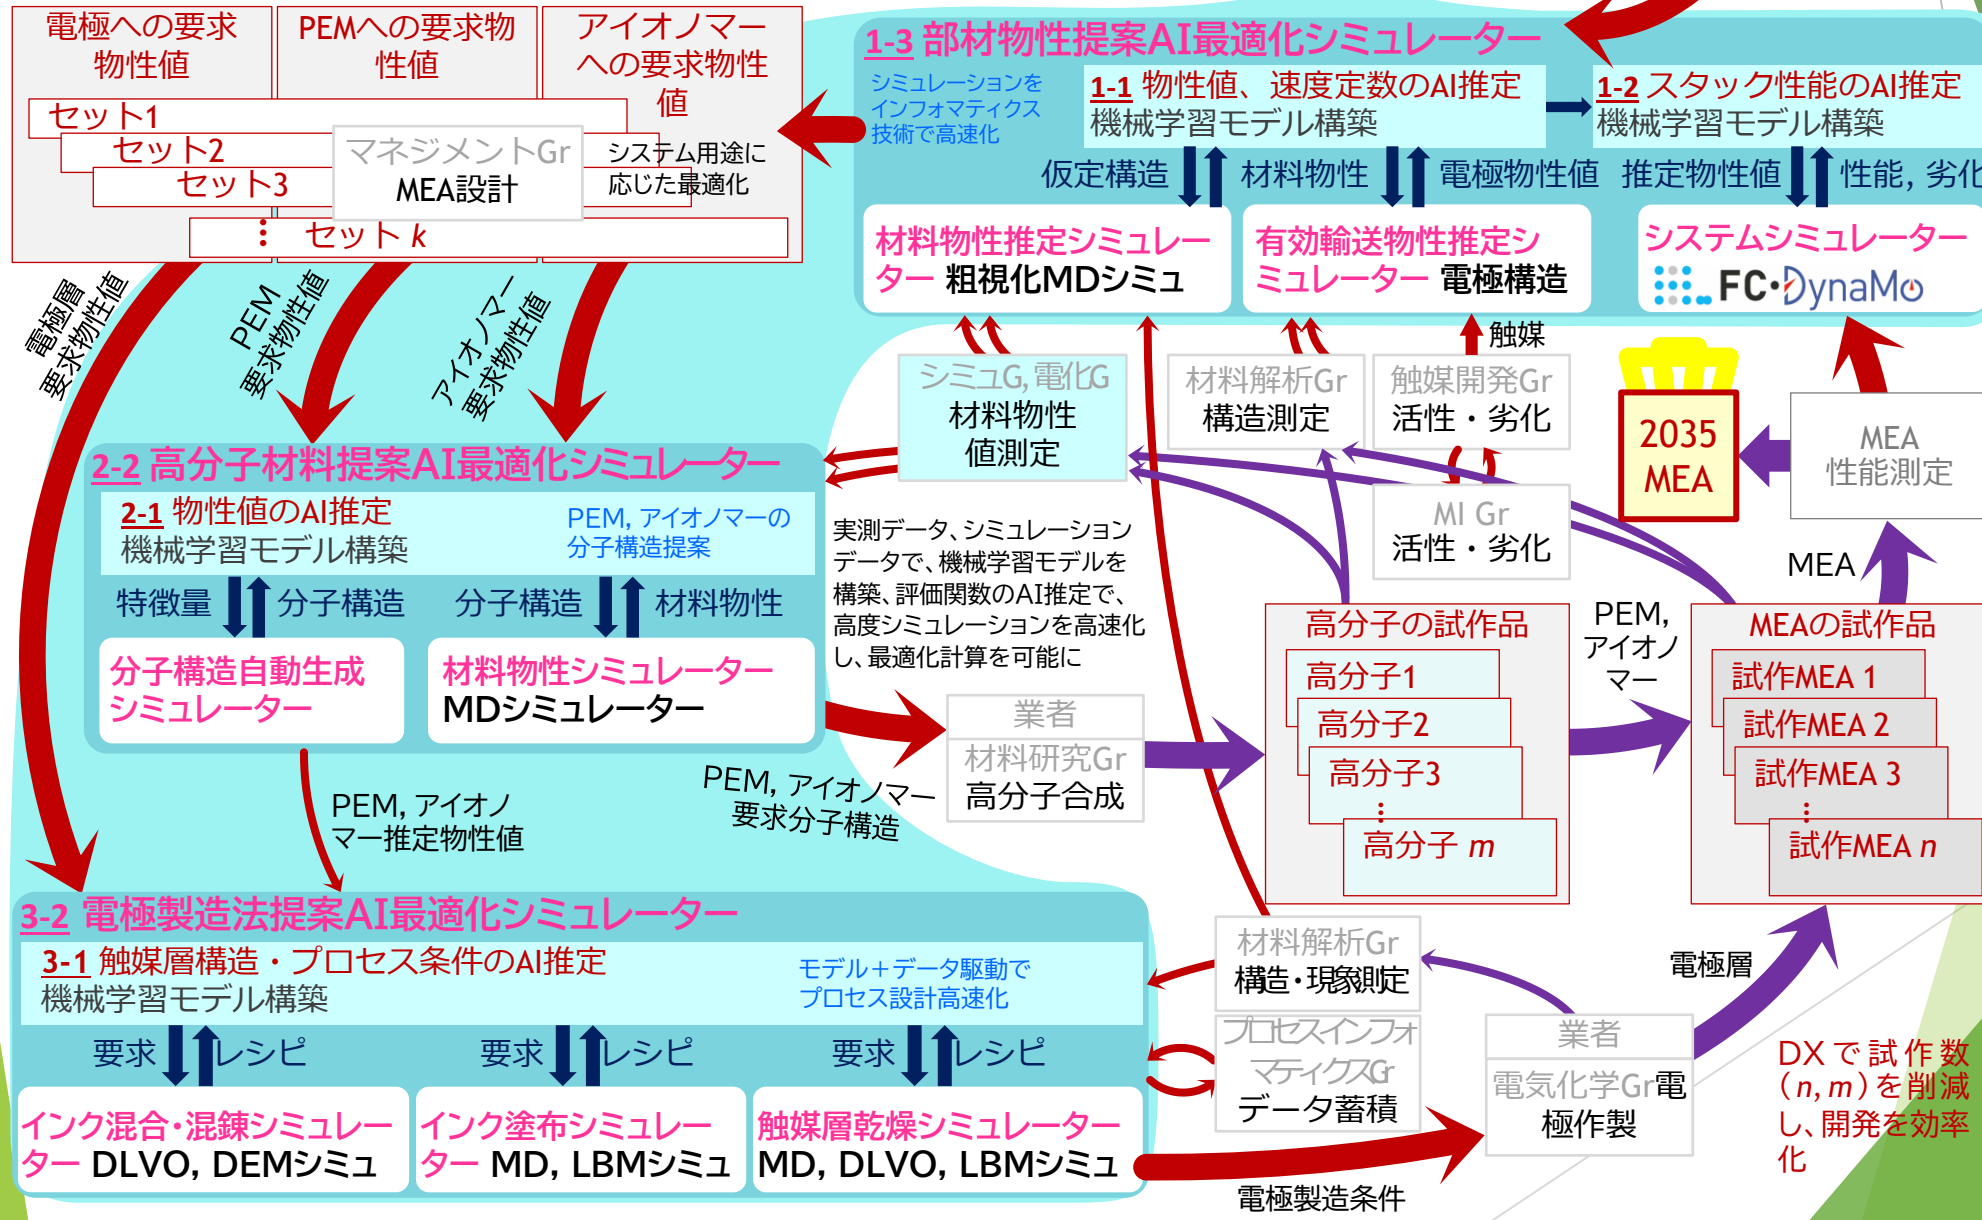 電極への要求
物性値
PEMへの要求物
性値
アイオノマー
への要求物性
値
セット1
セット2
セット3
⋮
セット k
マネジメントGr
MEA設計
システム用途に
応じた最適化
1-3 部材物性提案AI最適化シミュレーター
シミュレーションを
インフォマティクス
技術で高速化
1-1 物性値、速度定数のAI推定
機械学習モデル構築
1-2 スタック性能のAI推定
機械学習モデル構築
仮定構造
材料物性
電極物性値
推定物性値
性能, 劣化
材料物性推定シミュレー
ター 粗視化MDシミュ
有効輸送物性推定シ
ミュレーター 電極構造
システムシミュレーター
FC・DynaMo
電極層
要求物性値
PEM
要求物性値
アイオノマー
要求物性値
シミュG, 電化G
材料物性
値測定
材料解析Gr
構造測定
触媒
触媒開発Gr
活性・劣化
MI Gr
活性・劣化
2035
MEA
MEA
性能測定
MEA
2-2 高分子材料提案AI最適化シミュレーター
2-1 物性値のAI推定
機械学習モデル構築
PEM, アイオノマーの
分子構造提案
特徴量
分子構造
分子構造
材料物性
分子構造自動生成
シミュレーター
材料物性シミュレーター
MDシミュレーター
実測データ、シミュレーション
データで、機械学習モデルを
構築、評価関数のAI推定で、
高度シミュレーションを高速化
し、最適化計算を可能に
業者
材料研究Gr
高分子合成
PEM, アイオノマー
要求分子構造
PEM, アイオノ
マー推定物性値
高分子の試作品
高分子1
高分子2
高分子3
⋮
高分子 m
PEM,
アイオノ
マー
MEAの試作品
試作MEA 1
試作MEA 2
試作MEA 3
⋮
試作MEA n
3-2 電極製造法提案AI最適化シミュレーター
3-1 触媒層構造・プロセス条件のAI推定
機械学習モデル構築
モデル＋データ駆動で
プロセス設計高速化
要求
レシピ
要求
レシピ
要求
レシピ
インク混合・混錬シミュレー
ター DLVO, DEMシミュ
インク塗布シミュレー
ター MD, LBMシミュ
触媒層乾燥シミュレーター
MD, DLVO, LBMシミュ
材料解析Gr
構造・現象測定
プロセスインフォ
マティクスGr
データ蓄積
業者
電気化学Gr電
極作製
電極層
電極製造条件
DXで試作数
（n, m）を削減
し、開発を効率
化